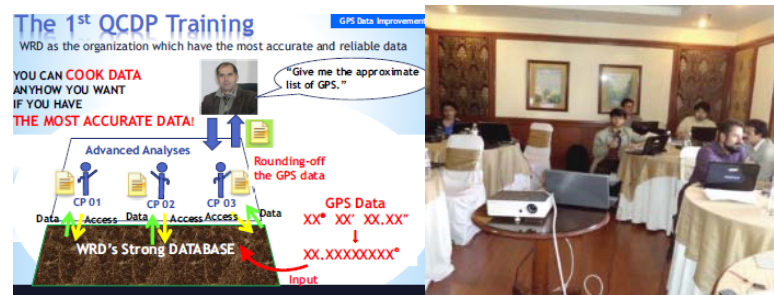 The 1st QCDP Training
GPS Data Improvement
WRD as the organization which have the most accurate and reliable data
YOU CAN COOK DATA
ANYHOW YOU WANT
IF YOU HAVE
THE MOST ACCURATE DATA!
"Give me the approximate
list of GPS."
Advanced Analyses
Rounding-off
the GPS data
CP 01
CP 02
CP 03
Data
Access
Data
Access
Access
Data
GPS Data
XX° XX′ XX.XX″
↓
XX.XXXXXXXX°
WRD's Strong DATABASE
Input